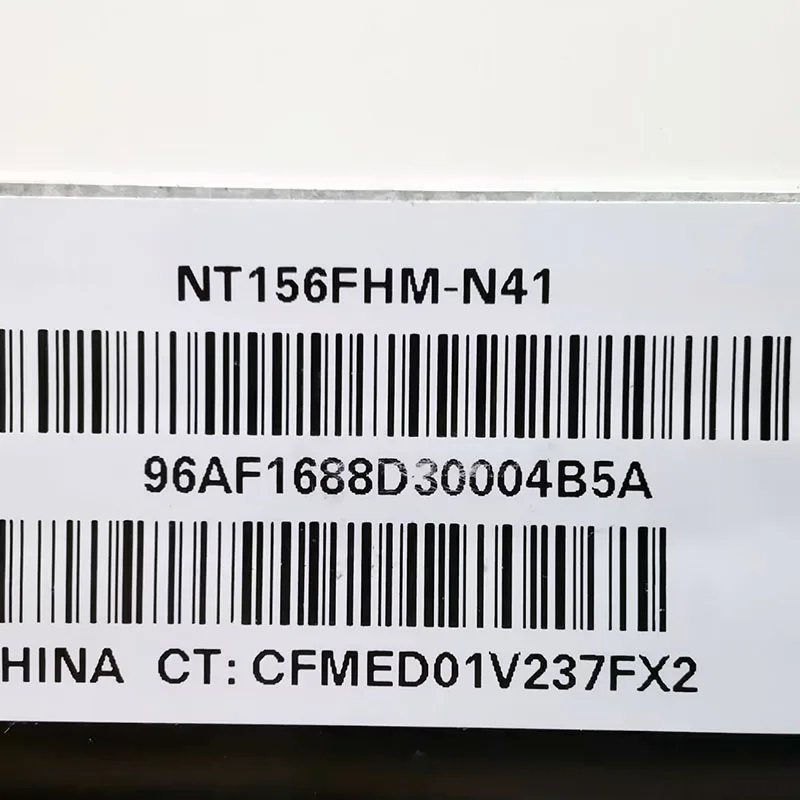 NT156FHM-N41
96AF1688D30004B5A
HINA CT: CFMED01V237FX2